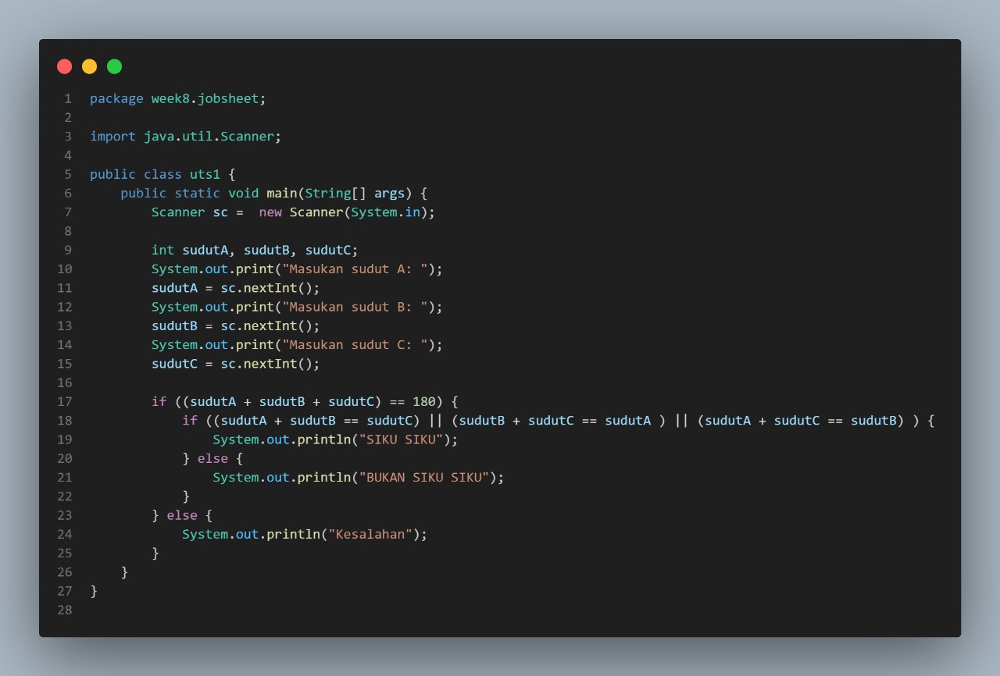 1 package week8.jobsheet;
2
3 import java.util.Scanner;
4
5 public class uts1 {
6     public static void main(String[] args) {
7         Scanner sc =  new Scanner(System.in);
8
9         int sudutA, sudutB, sudutC;
10         System.out.print("Masukan sudut A: ");
11         sudutA = sc.nextInt();
12         System.out.print("Masukan sudut B: ");
13         sudutB = sc.nextInt();
14         System.out.print("Masukan sudut C: ");
15         sudutC = sc.nextInt();
16
17         if ((sudutA + sudutB + sudutC) == 180) {
18             if ((sudutA + sudutB == sudutC) || (sudutB + sudutC == sudutA ) || (sudutA + sudutC == sudutB) ) {
19                 System.out.println("SIKU SIKU");
20             } else {
21                 System.out.println("BUKAN SIKU SIKU");
22             }
23         } else {
24             System.out.println("Kesalahan");
25         }
26     }
27 }
28